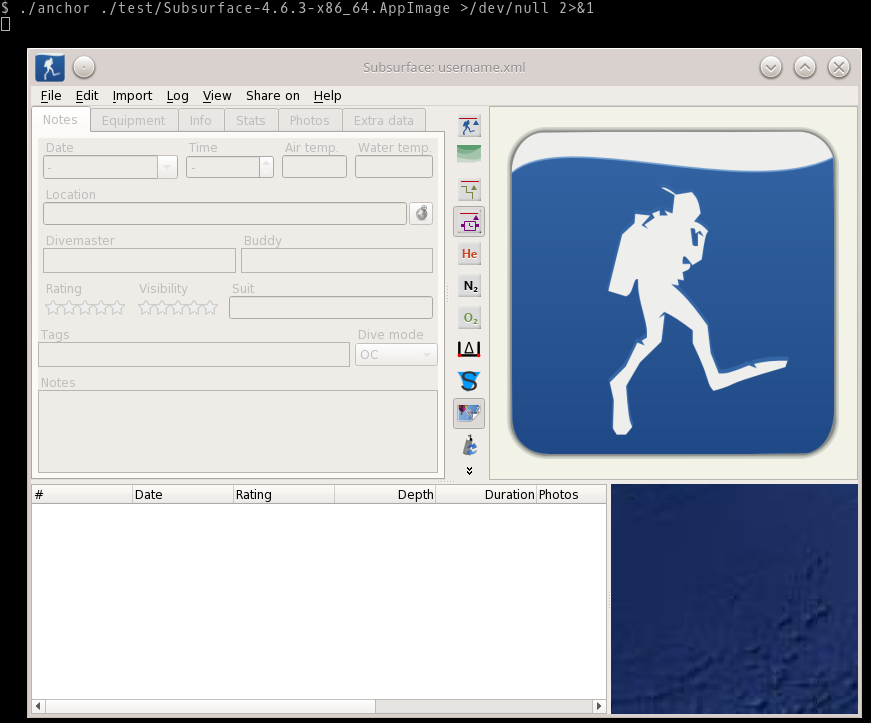 $ ./anchor ./test/Subsurface-4.6.3-x86_64.AppImage >/dev/null 2>&1
Subsurface: username.xml
File Edit Import Log View Share on Help
Notes Equipment Info Stats Photos Extra data
Date Time Air temp. Water temp.
- -
Location
Divemaster Buddy
Rating Visibility Suit
Tags Dive mode
OC
Notes
He
N₂
O₂
S
# Date Rating Depth Duration Photos